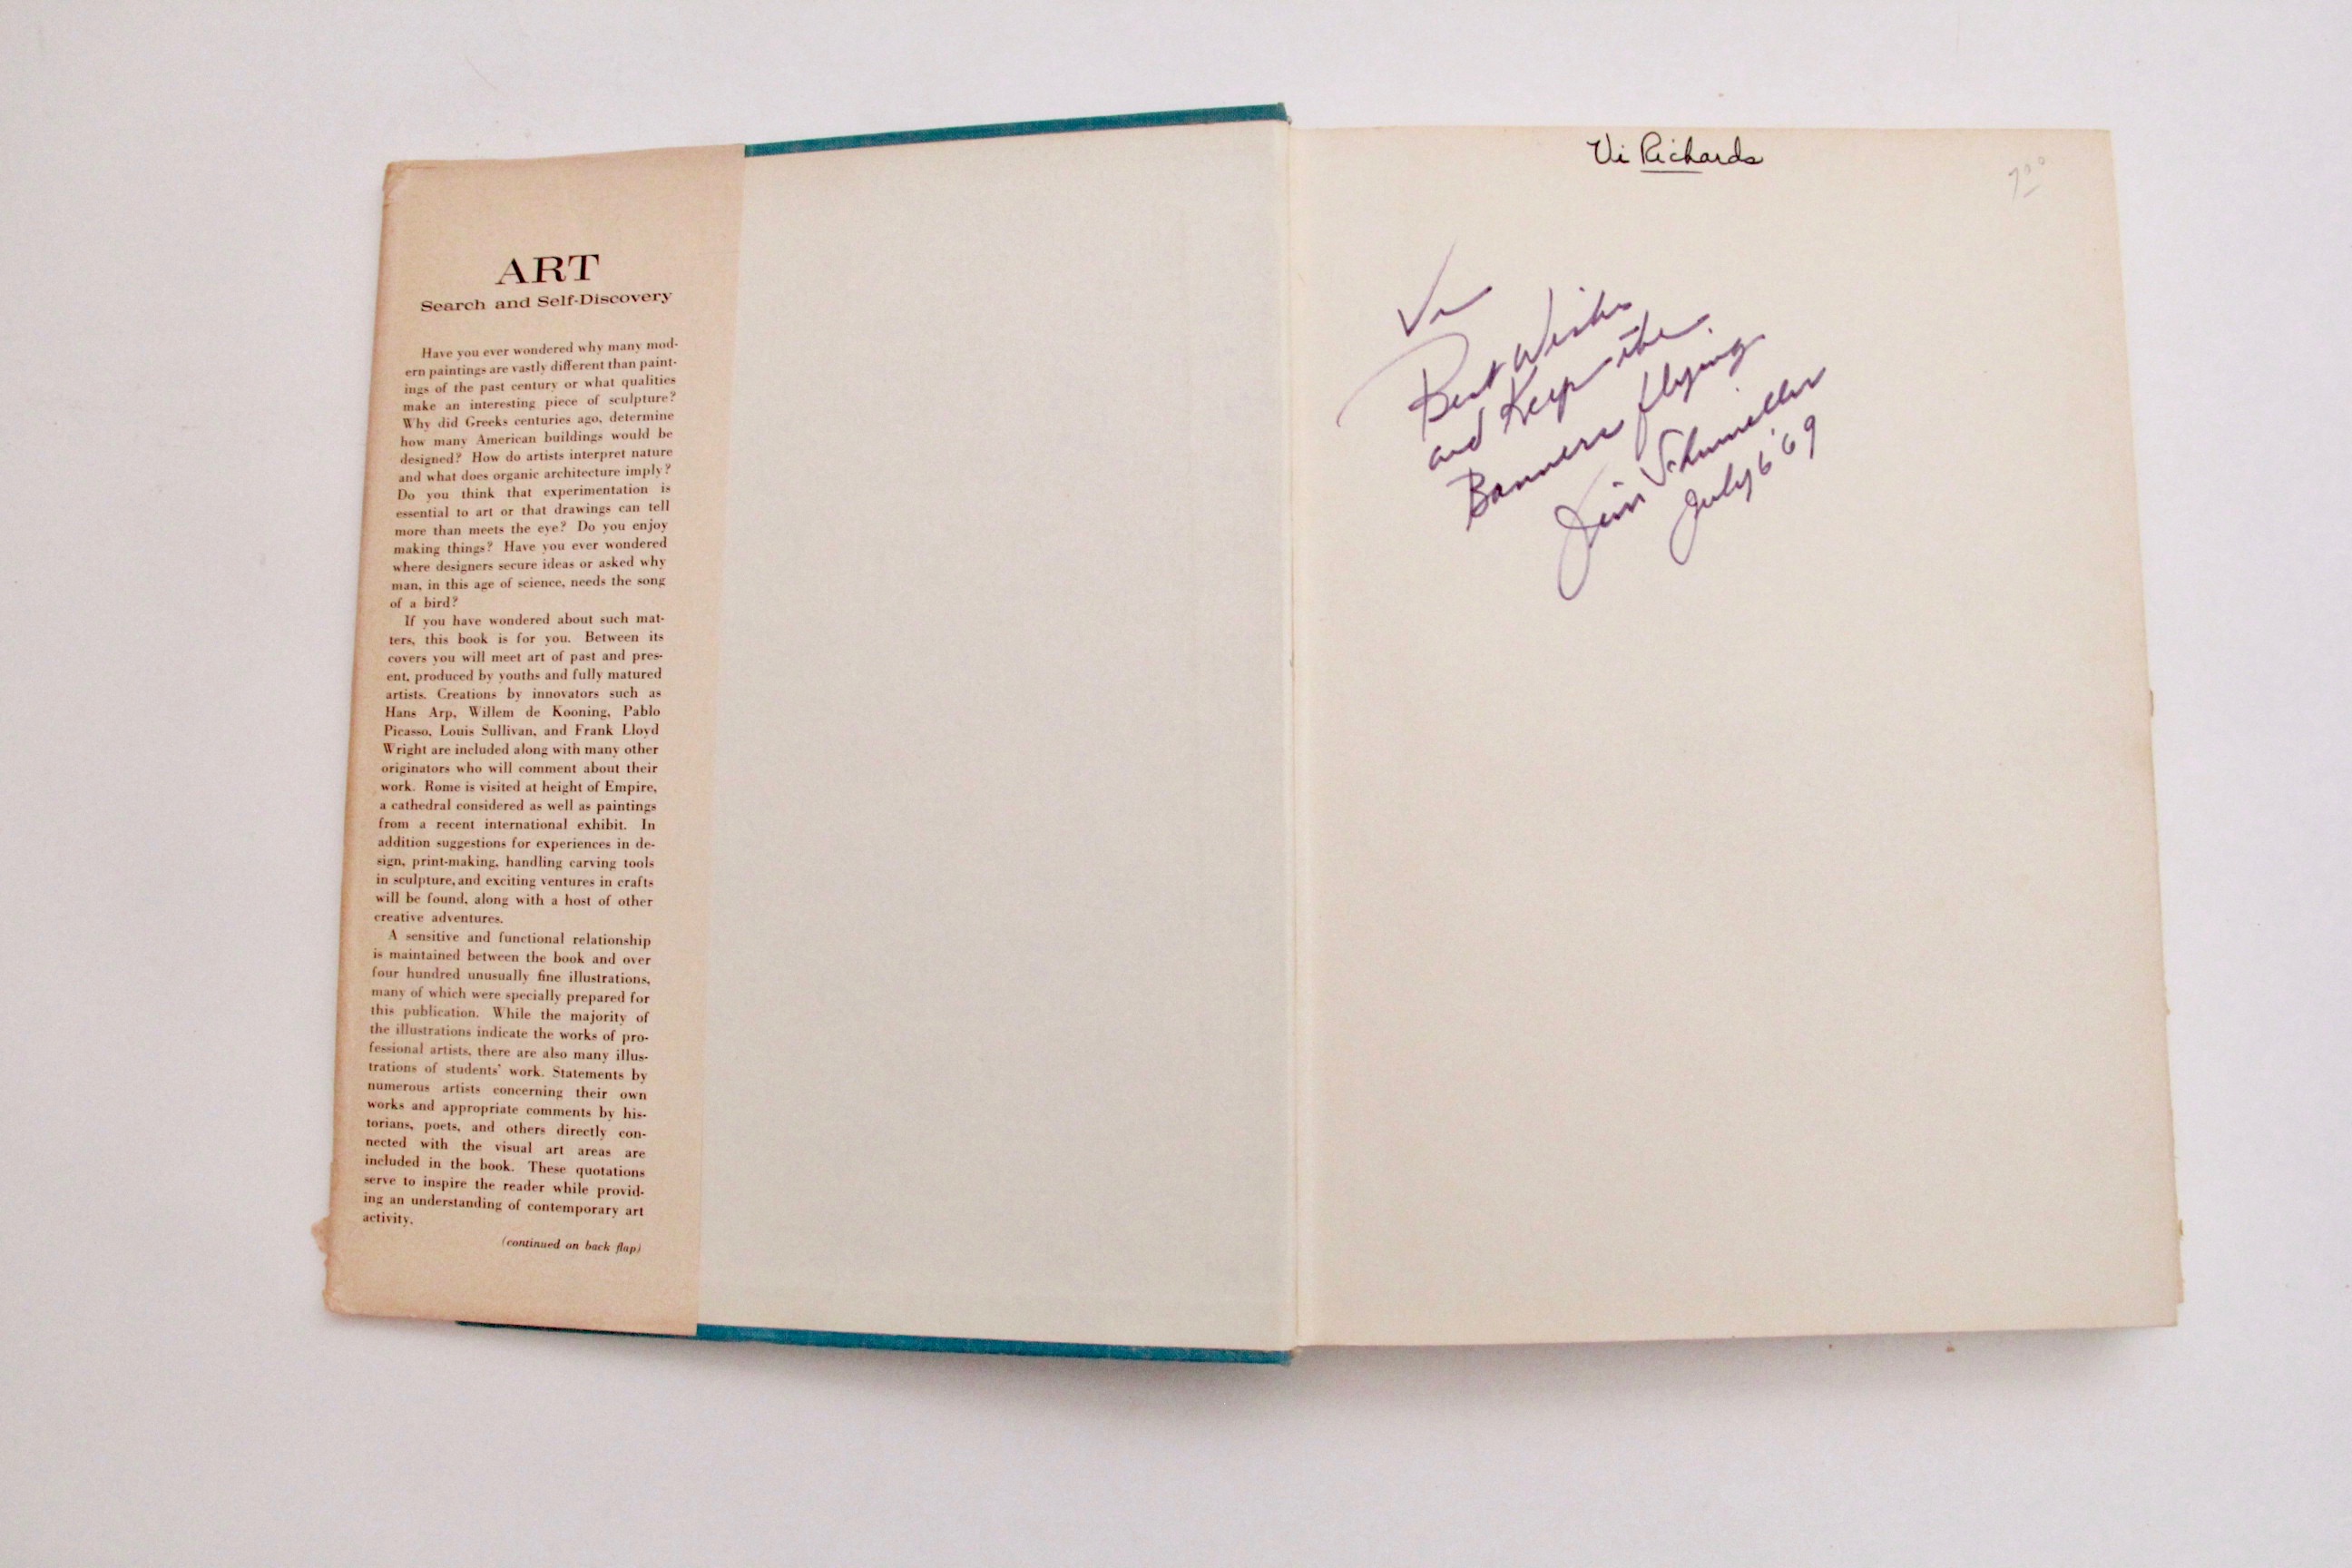 ART
Search and Self-Discovery
Have you ever wondered why many mod-
ern paintings are vastly different than paint-
ings of the past century or what qualities
make an interesting piece of sculpture?
Why did Greeks centuries ago, determine
how many American buildings would be
designed? How do artists interpret nature
and what does organic architecture imply?
Do you think that experimentation is
essential to art or that drawings can tell
more than meets the eye? Do you enjoy
making things? Have you ever wondered
where designers secure ideas or asked why
man, in this age of science, needs the song
of a bird?
If you have wondered about such mat-
ters, this book is for you. Between its
covers you will meet art of past and pres-
ent, produced by youths and fully matured
artists. Creations by innovators such as
Hans Arp, Willem de Kooning, Pablo
Picasso, Louis Sullivan, and Frank Lloyd
Wright are included along with many other
originators who will comment about their
work. Rome is visited at height of Empire,
a cathedral considered as well as paintings
from a recent international exhibit. In
addition suggestions for experiences in de-
sign, print-making, handling carving tools
in sculpture, and exciting ventures in crafts
will be found, along with a host of other
creative adventures.
A sensitive and functional relationship
is maintained between the book and over
four hundred unusually fine illustrations,
many of which were specially prepared for
this publication. While the majority of
the illustrations indicate the works of pro-
fessional artists, there are also many illus-
trations of students' work. Statements by
numerous artists concerning their own
works and appropriate comments by his-
torians, poets, and others directly con-
nected with the visual art areas are
included in the book. These quotations
serve to inspire the reader while provid-
ing an understanding of contemporary art
activity.
(continued on back flap)
Vi Richards
7.00
Vi
Best Wishes
and Keep the
Banners flying
Jim Schinneller
July 6 '69